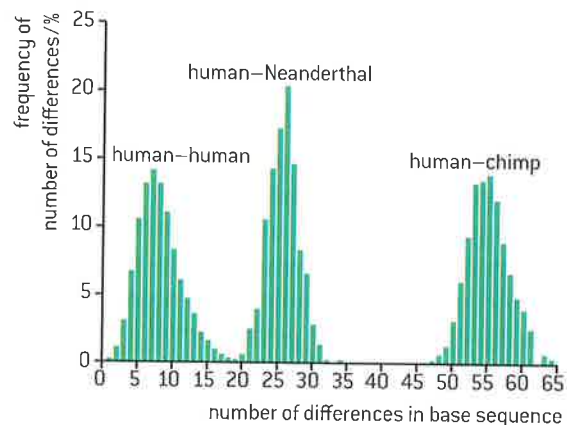 frequency of
number of differences/%
25
20
15
10
5
0
human–Neanderthal
human–human
human–chimp
0 5 10 15 20 25 30 35 40 45 50 55 60 65
number of differences in base sequence